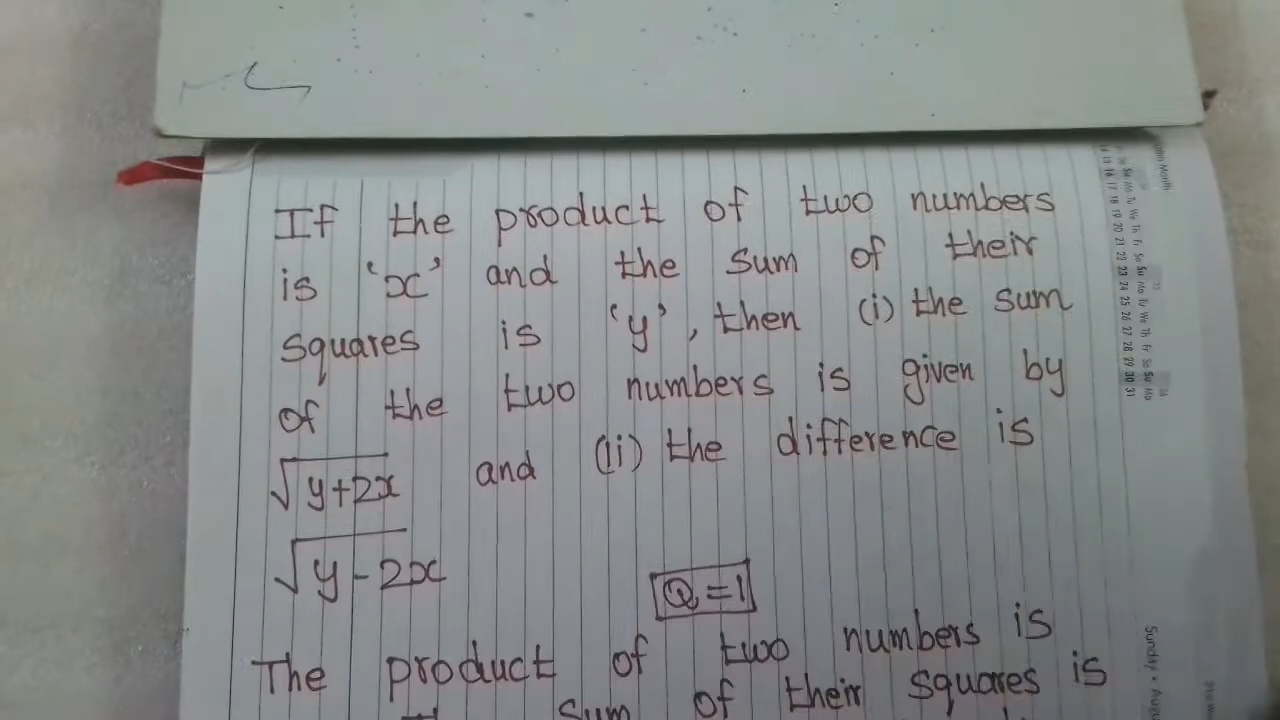 If the product of two numbers
is 'x' and the sum of their
squares is 'y', then (i) the sum
of the two numbers is given by
√y+2x and (ii) the difference is
√y-2x
Q=1
The product of two numbers is
sum of their squares is